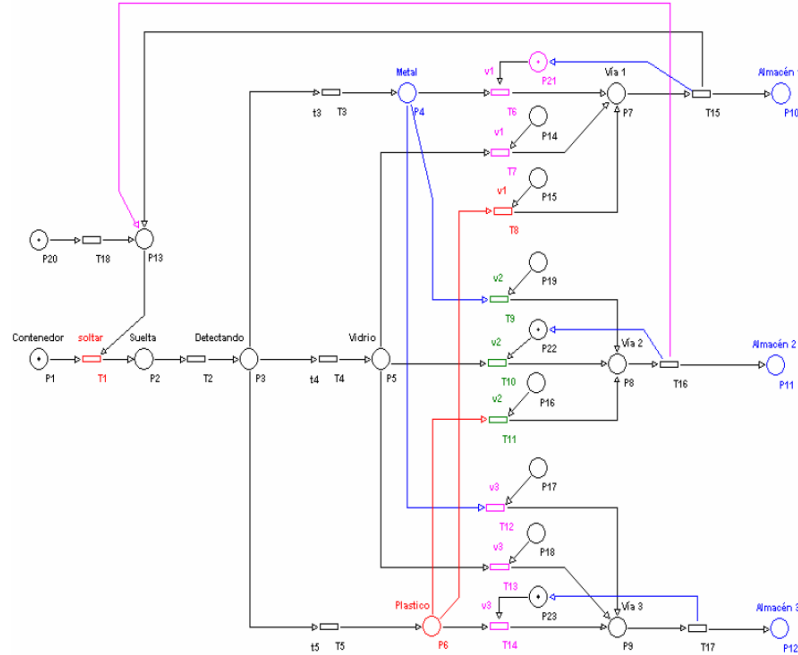 v1
P21
Metal
Vía 1
Almacén 1
t3
T3
P4
T6
P7
T15
P10
v1
P14
T7
v1
P15
T8
P20
T18
P13
v2
P19
T9
Contenedor
soltar
Suelta
Detectando
Vidrio
v2
P22
Vía 2
Almacén 2
P1
T1
P2
T2
P3
t4
T4
P5
T10
P8
T16
P11
v2
P16
T11
v3
P17
T12
v3
P18
T13
Plastico
v3
P23
Vía 3
Almacén 3
t5
T5
P6
T14
P9
T17
P12